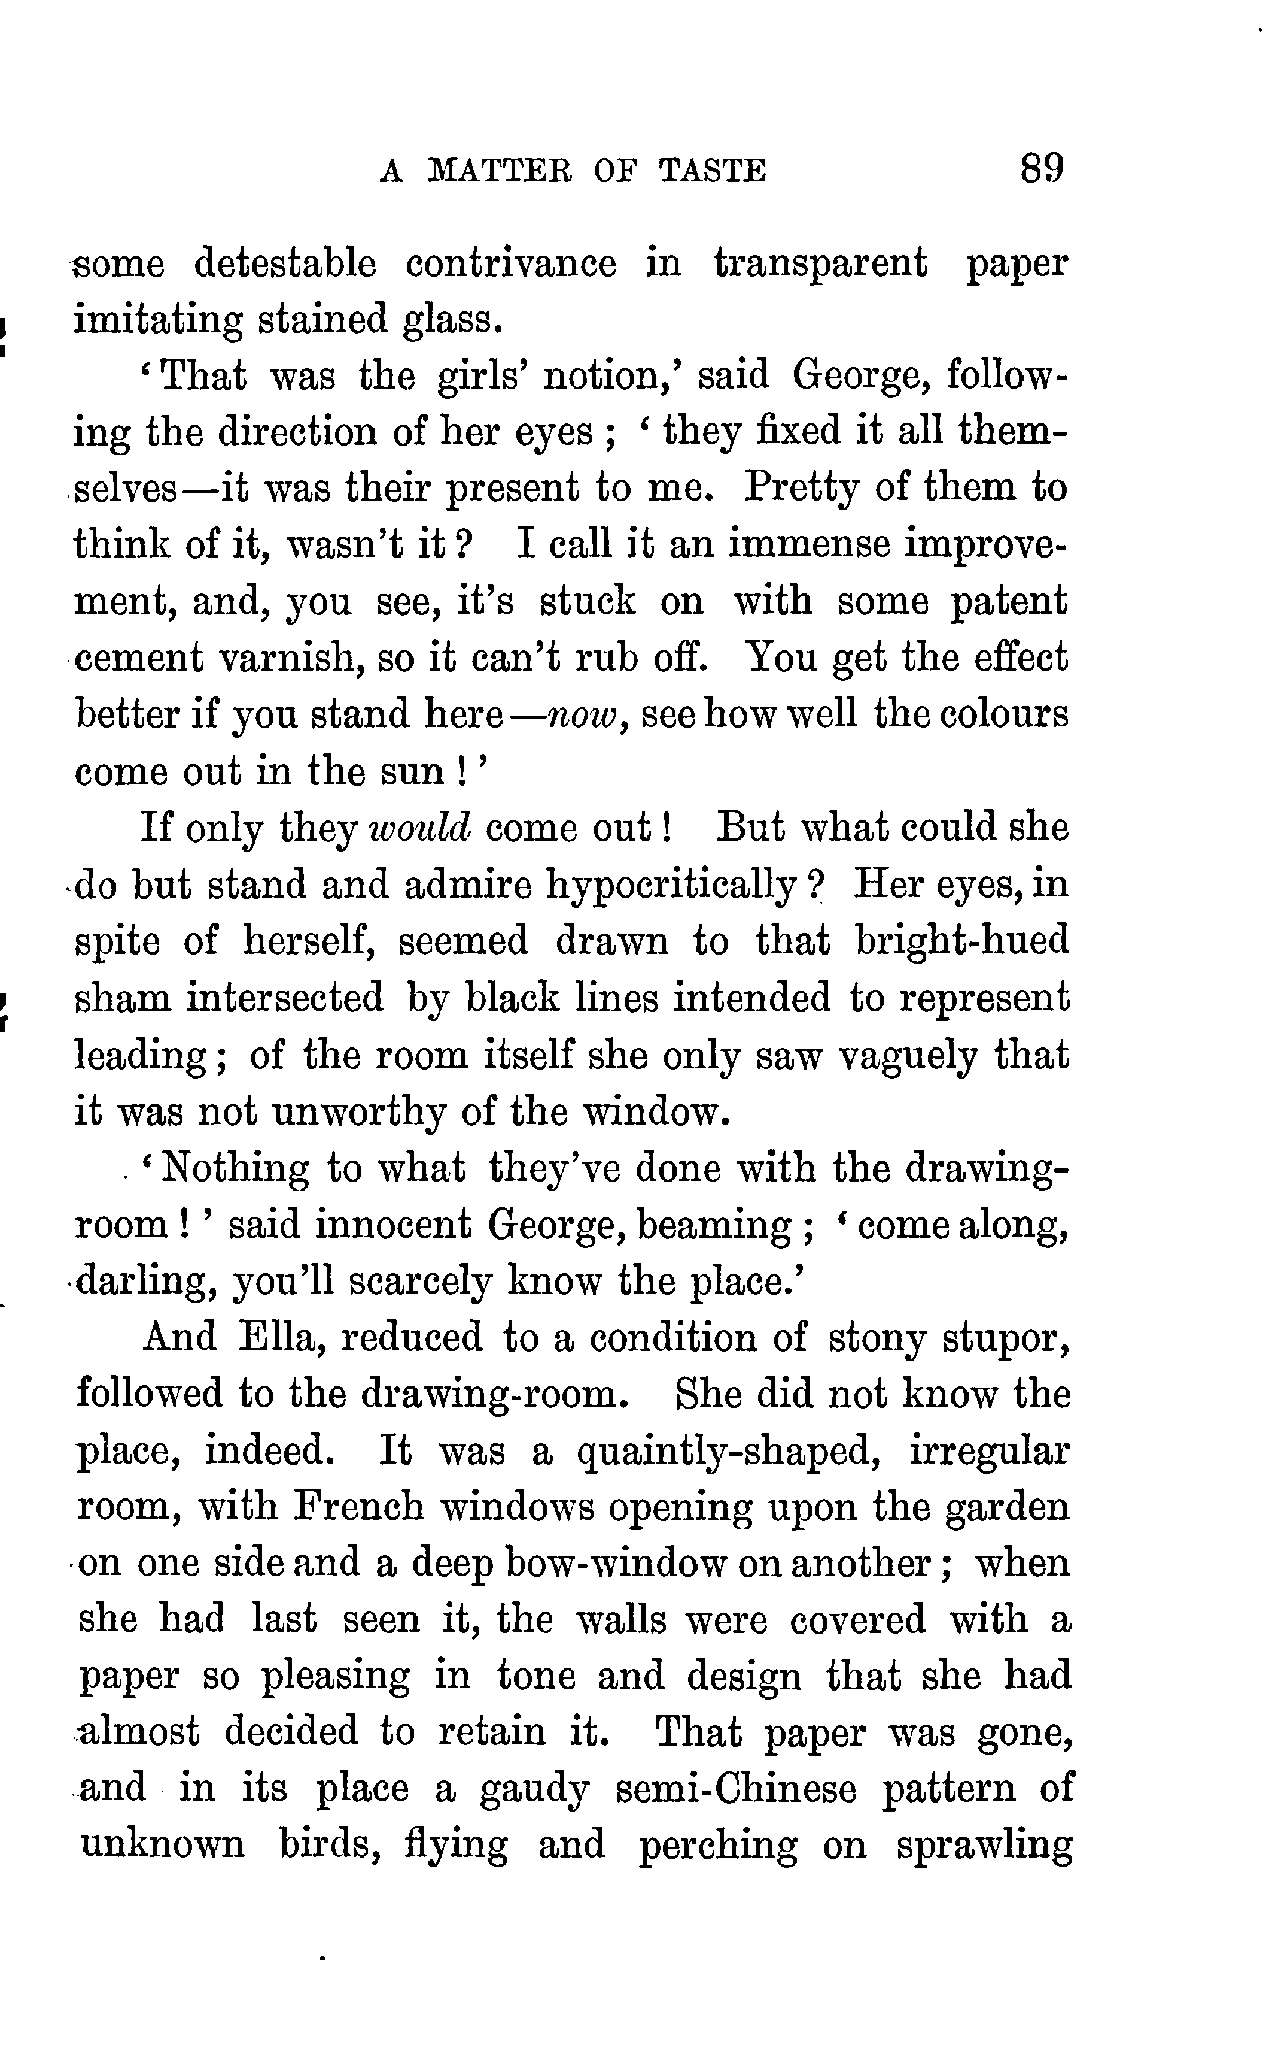 A MATTER OF TASTE 89
some detestable contrivance in transparent paper
imitating stained glass.
‘That was the girls’ notion,’ said George, follow-
ing the direction of her eyes; ‘they fixed it all them-
selves—it was their present to me. Pretty of them to
think of it, wasn’t it? I call it an immense improve-
ment, and, you see, it’s stuck on with some patent
cement varnish, so it can’t rub off. You get the effect
better if you stand here—now, see how well the colours
come out in the sun!’
If only they would come out! But what could she
do but stand and admire hypocritically? Her eyes, in
spite of herself, seemed drawn to that bright-hued
sham intersected by black lines intended to represent
leading; of the room itself she only saw vaguely that
it was not unworthy of the window.
‘Nothing to what they’ve done with the drawing-
room!’ said innocent George, beaming; ‘come along,
darling, you’ll scarcely know the place.’
And Ella, reduced to a condition of stony stupor,
followed to the drawing-room. She did not know the
place, indeed. It was a quaintly-shaped, irregular
room, with French windows opening upon the garden
on one side and a deep bow-window on another; when
she had last seen it, the walls were covered with a
paper so pleasing in tone and design that she had
almost decided to retain it. That paper was gone,
and in its place a gaudy semi-Chinese pattern of
unknown birds, flying and perching on sprawling